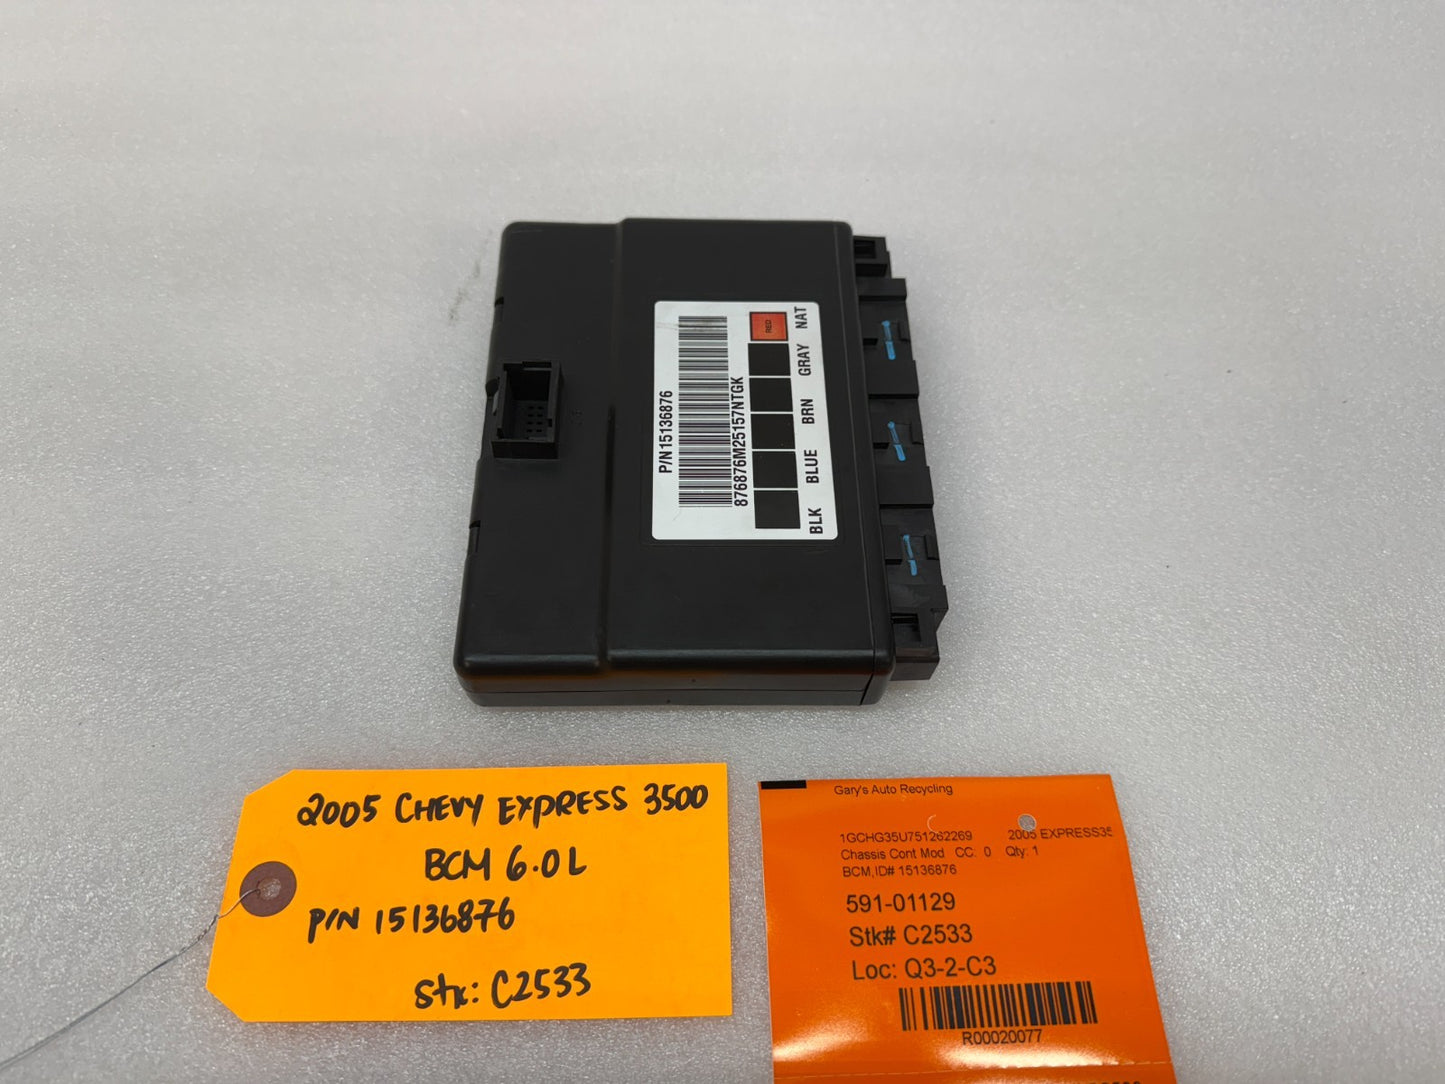 P/N15136876
876876M25157NTGK
RED
BLK BLUE BRN GRAY NAT
2005 CHEVY EXPRESS 3500
BCM 6.0L
P/N 15136876
Stk: C2533
Gary's Auto Recycling
1GCHG35U751262269 2005 EXPRESS35
Chassis Cont Mod CC: 0 Qty: 1
BCM,ID# 15136876
591-01129
Stk# C2533
Loc: Q3-2-C3
R00020077